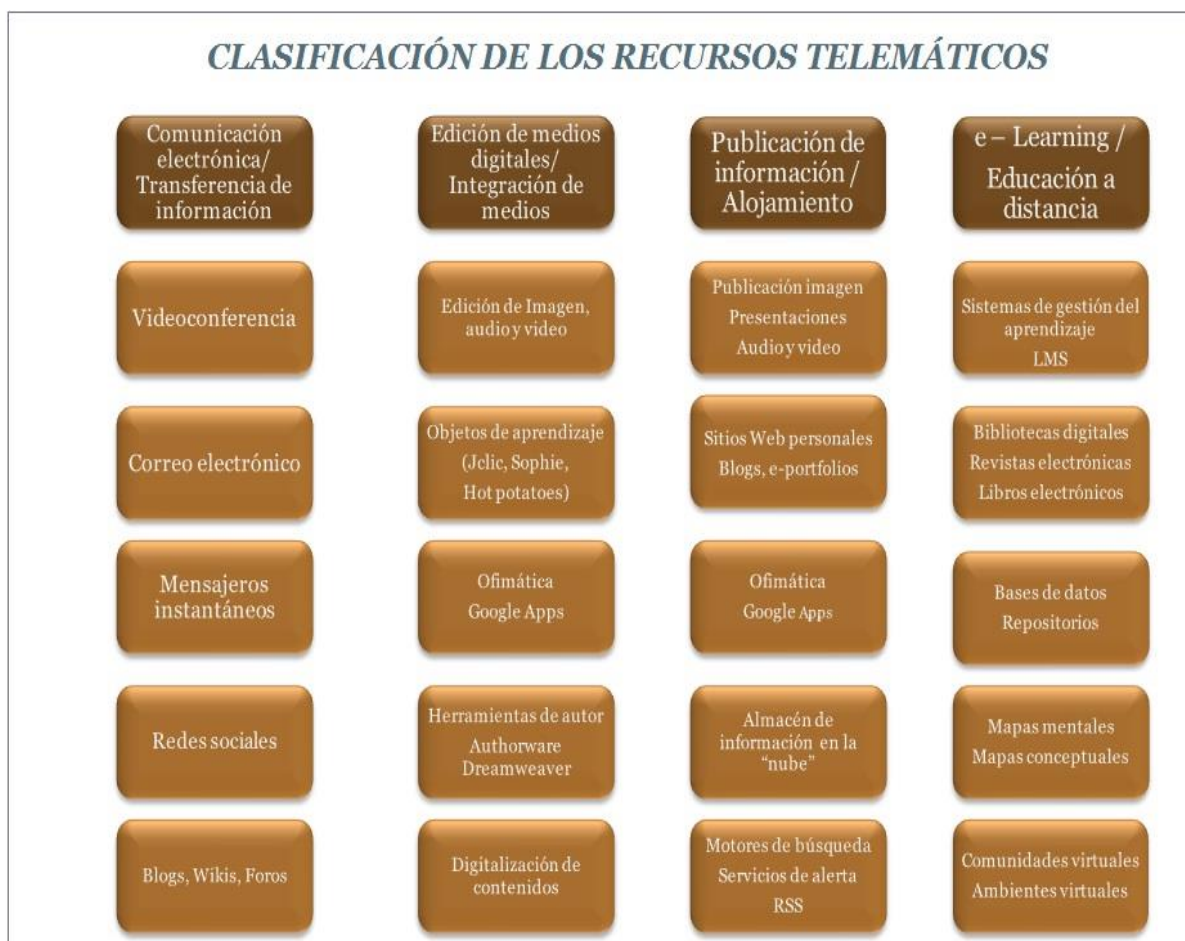 CLASIFICACIÓN DE LOS RECURSOS TELEMÁTICOS
Comunicación
electrónica/
Transferencia de
información
Videoconferencia
Correo electrónico
Mensajeros
instantáneos
Redes sociales
Blogs, Wikis, Foros
Edición de medios
digitales/
Integración de
medios
Edición de Imagen,
audio y video
Objetos de aprendizaje
(Jclic, Sophie,
Hot potatoes)
Ofimática
Google Apps
Herramientas de autor
Authorware
Dreamweaver
Digitalización de
contenidos
Publicación de
información /
Alojamiento
Publicación imagen
Presentaciones
Audio y video
Sitios Web personales
Blogs, e-portfolios
Ofimática
Google Apps
Almacén de
información en la
“nube”
Motores de búsqueda
Servicios de alerta
RSS
e – Learning /
Educación a
distancia
Sistemas de gestión del
aprendizaje
LMS
Bibliotecas digitales
Revistas electrónicas
Libros electrónicos
Bases de datos
Repositorios
Mapas mentales
Mapas conceptuales
Comunidades virtuales
Ambientes virtuales